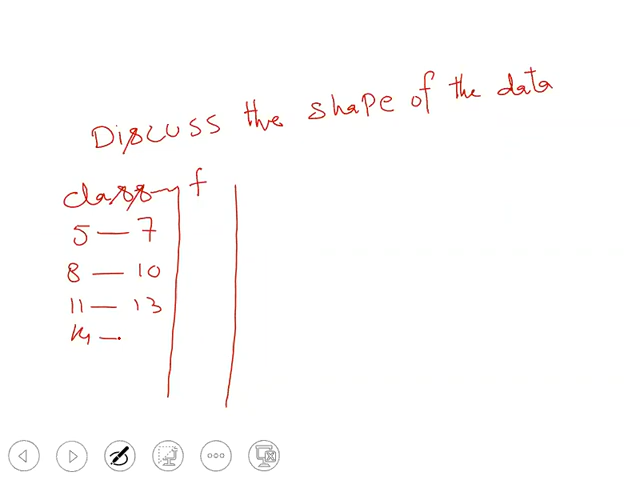 Discuss the shape of the data
class f
5 — 7
8 — 10
11 — 13
14 —